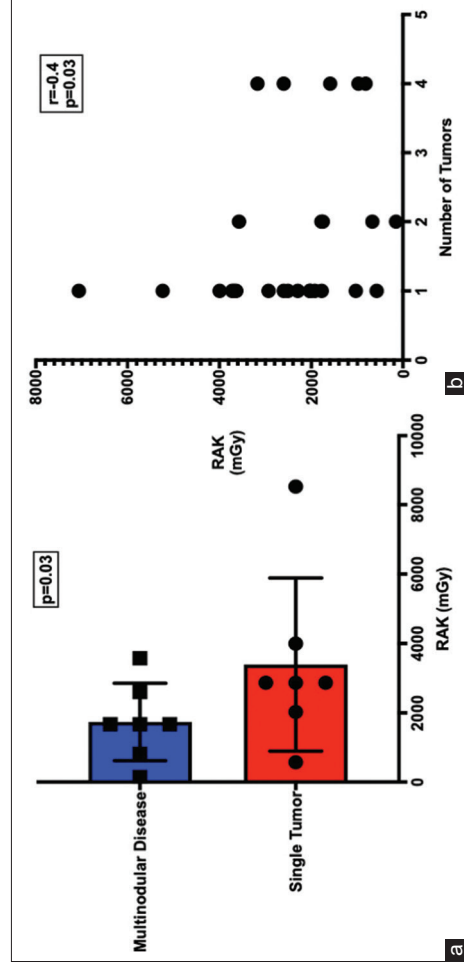 p=0.03
Multinodular Disease
Single Tumor
0
2000
4000
6000
8000
10000
RAK (mGy)
a
r=-0.4
p=0.03
8000
6000
4000
2000
0
RAK
(mGy)
0
1
2
3
4
5
Number of Tumors
b